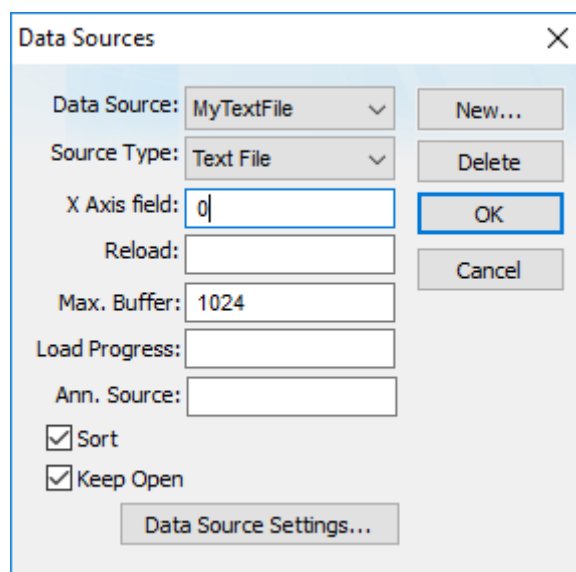 Data Sources
Data Source: MyTextFile New...
Source Type: Text File Delete
X Axis field: 0 OK
Reload:
Cancel
Max. Buffer: 1024
Load Progress:
Ann. Source:
Sort
Keep Open
Data Source Settings...